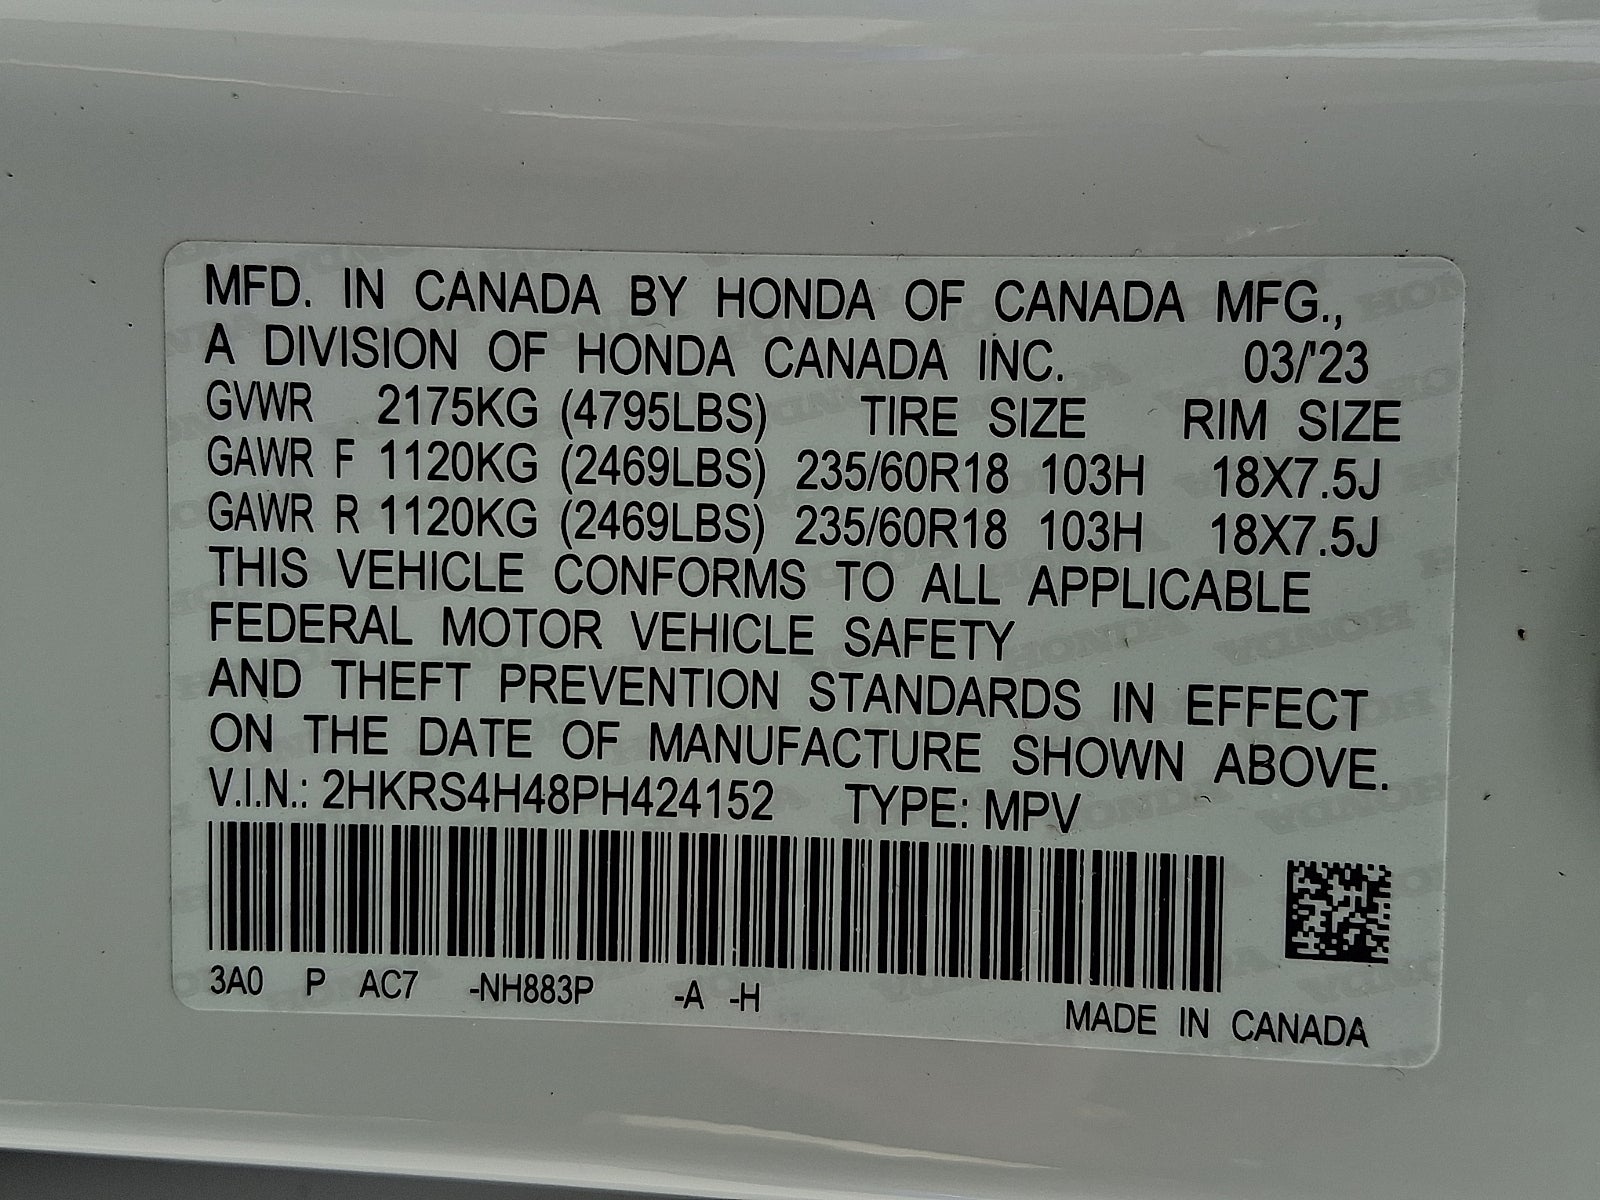 MFD. IN CANADA BY HONDA OF CANADA MFG.,
A DIVISION OF HONDA CANADA INC. 03/'23
GVWR 2175KG (4795LBS) TIRE SIZE RIM SIZE
GAWR F 1120KG (2469LBS) 235/60R18 103H 18X7.5J
GAWR R 1120KG (2469LBS) 235/60R18 103H 18X7.5J
THIS VEHICLE CONFORMS TO ALL APPLICABLE
FEDERAL MOTOR VEHICLE SAFETY
AND THEFT PREVENTION STANDARDS IN EFFECT
ON THE DATE OF MANUFACTURE SHOWN ABOVE.
V.I.N.: 2HKRS4H48PH424152 TYPE: MPV
3A0 P AC7 -NH883P -A -H
MADE IN CANADA